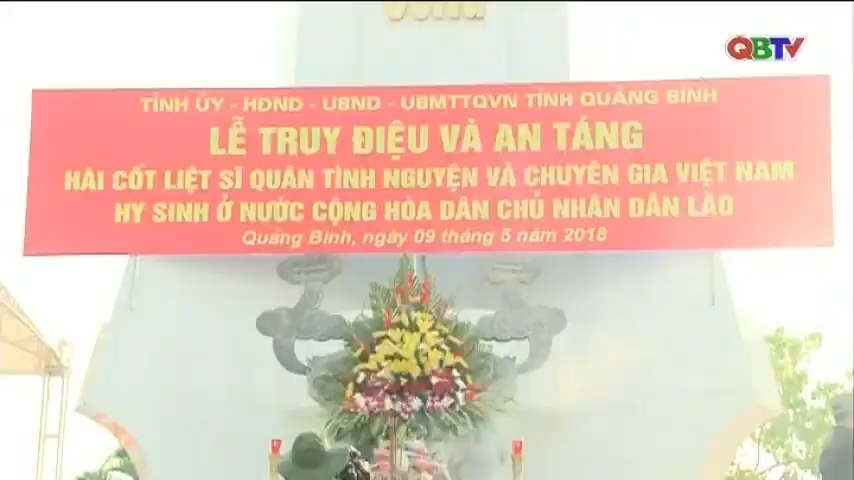 QBTV
TỈNH ỦY - HĐND - UBND - UBMTTQVN TỈNH QUẢNG BÌNH
LỄ TRUY ĐIỆU VÀ AN TÁNG
HÀI CỐT LIỆT SĨ QUÂN TÌNH NGUYỆN VÀ CHUYÊN GIA VIỆT NAM
HY SINH Ở NƯỚC CỘNG HÒA DÂN CHỦ NHÂN DÂN LÀO
Quảng Bình, ngày 09 tháng 5 năm 2018